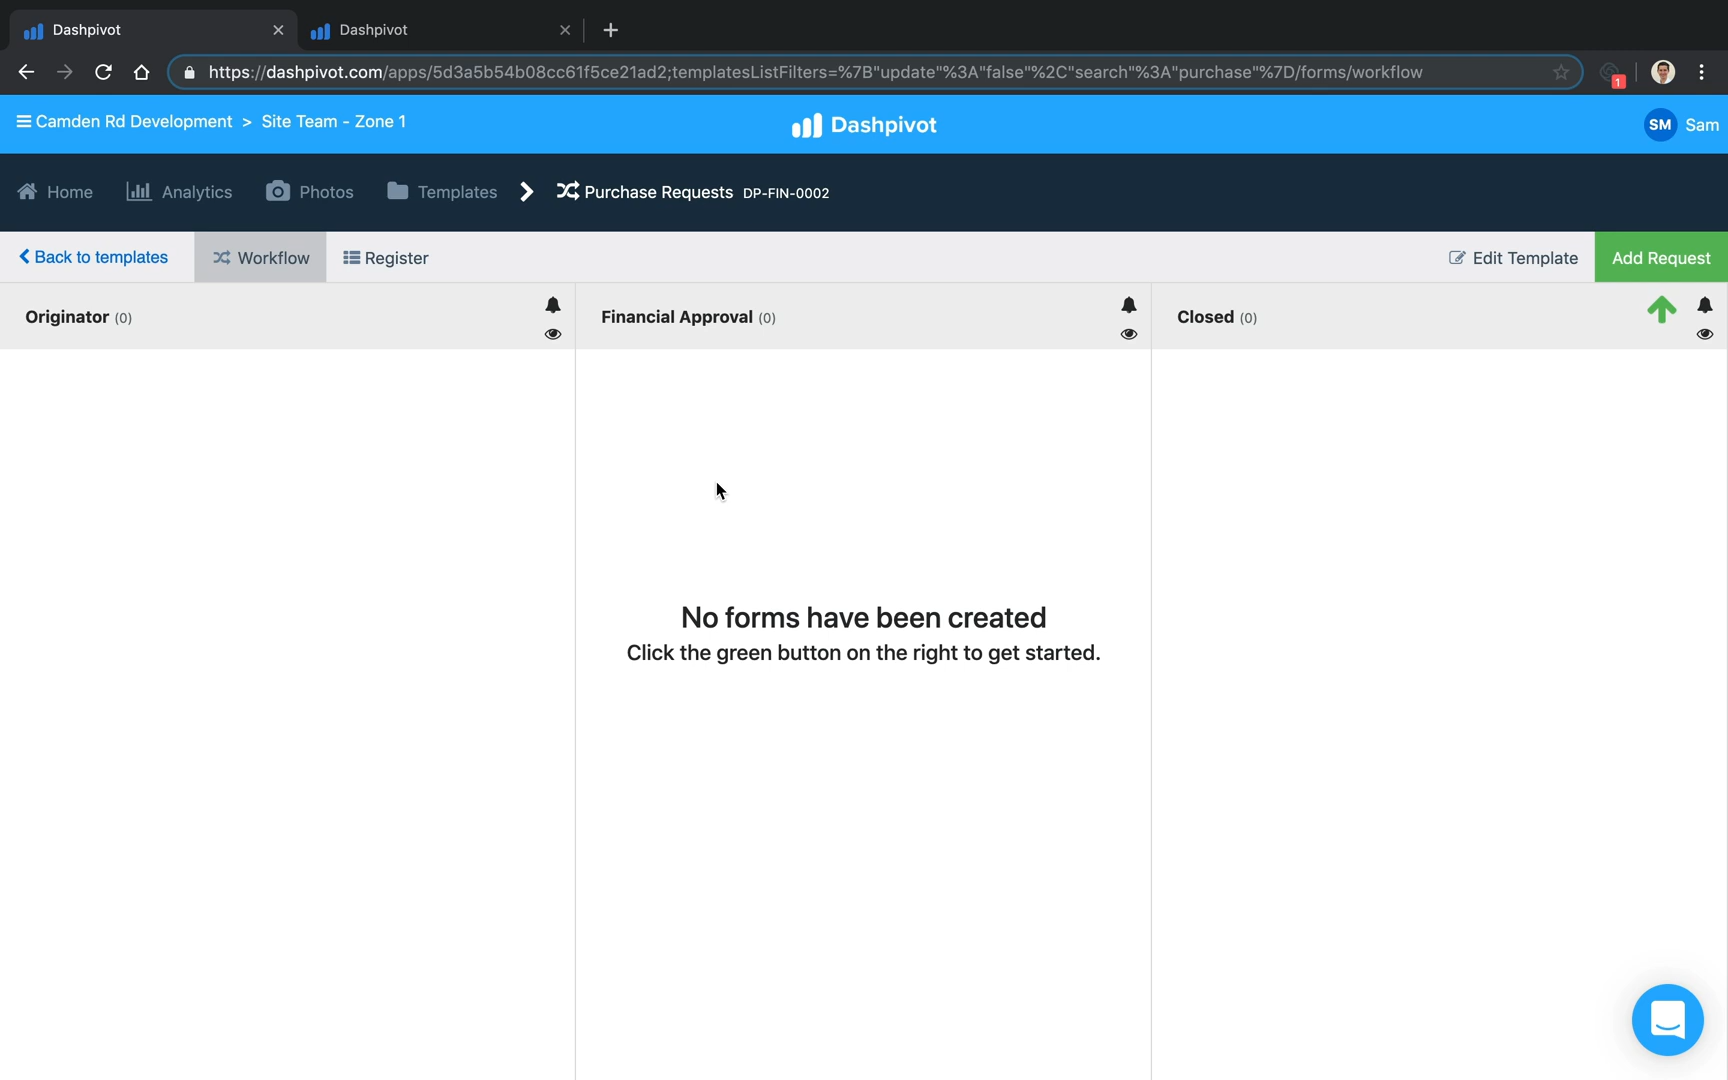 Dashpivot
Dashpivot
https://dashpivot.com/apps/5d3a5b54b08cc61f5ce21ad2;templatesListFilters=%7B"update"%3A"false"%2C"search"%3A"purchase"%7D/forms/workflow
1
Camden Rd Development > Site Team - Zone 1
Dashpivot
SM Sam
Home
Analytics
Photos
Templates
Purchase Requests DP-FIN-0002
Back to templates
Workflow
Register
Edit Template
Add Request
Originator (0)
Financial Approval (0)
Closed (0)
No forms have been created
Click the green button on the right to get started.